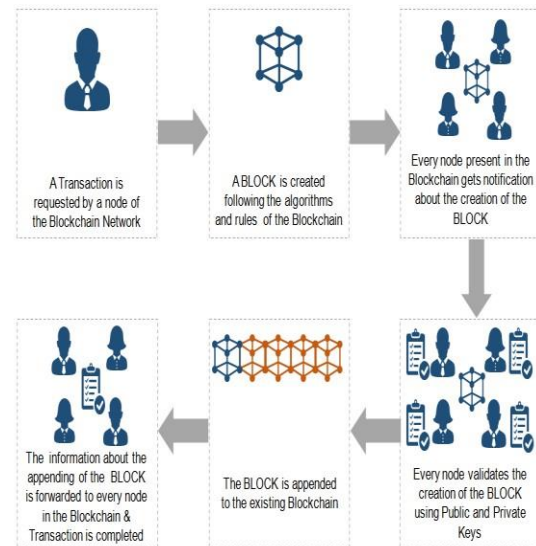 A Transaction is
requested by a node of
the Blockchain Network
A BLOCK is created
following the algorithms
and rules of the Blockchain
Every node present in the
Blockchain gets notification
about the creation of the
BLOCK
Every node validates the
creation of the BLOCK
using Public and Private
Keys
The BLOCK is appended
to the existing Blockchain
The information about the
appending of the BLOCK
is forwarded to every node
in the Blockchain &
Transaction is completed